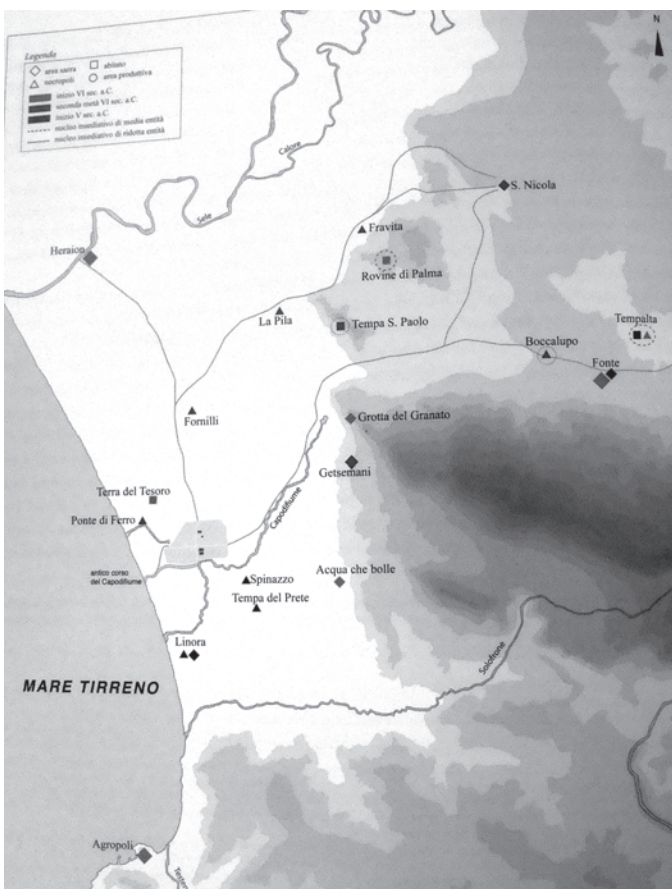 Legenda
area sacra
abitato
necropoli
area produttiva
inizio VI sec. a.C.
seconda metà VI sec. a.C.
inizio V sec. a.C.
nucleo insediativo di media entità
nucleo insediativo di ridotta entità
N
Calore
Sele
S. Nicola
Fravita
Heraion
Rovine di Palma
La Pila
Tempa S. Paolo
Tempalta
Boccalupo
Fonte
Fornilli
Grotta del Granato
Getsemani
Terra del Tesoro
Capodifiume
Ponte di Ferro
antico corso
del Capodifiume
Spinazzo
Acqua che bolle
Tempa del Prete
Linora
Solofrone
MARE TIRRENO
Agropoli